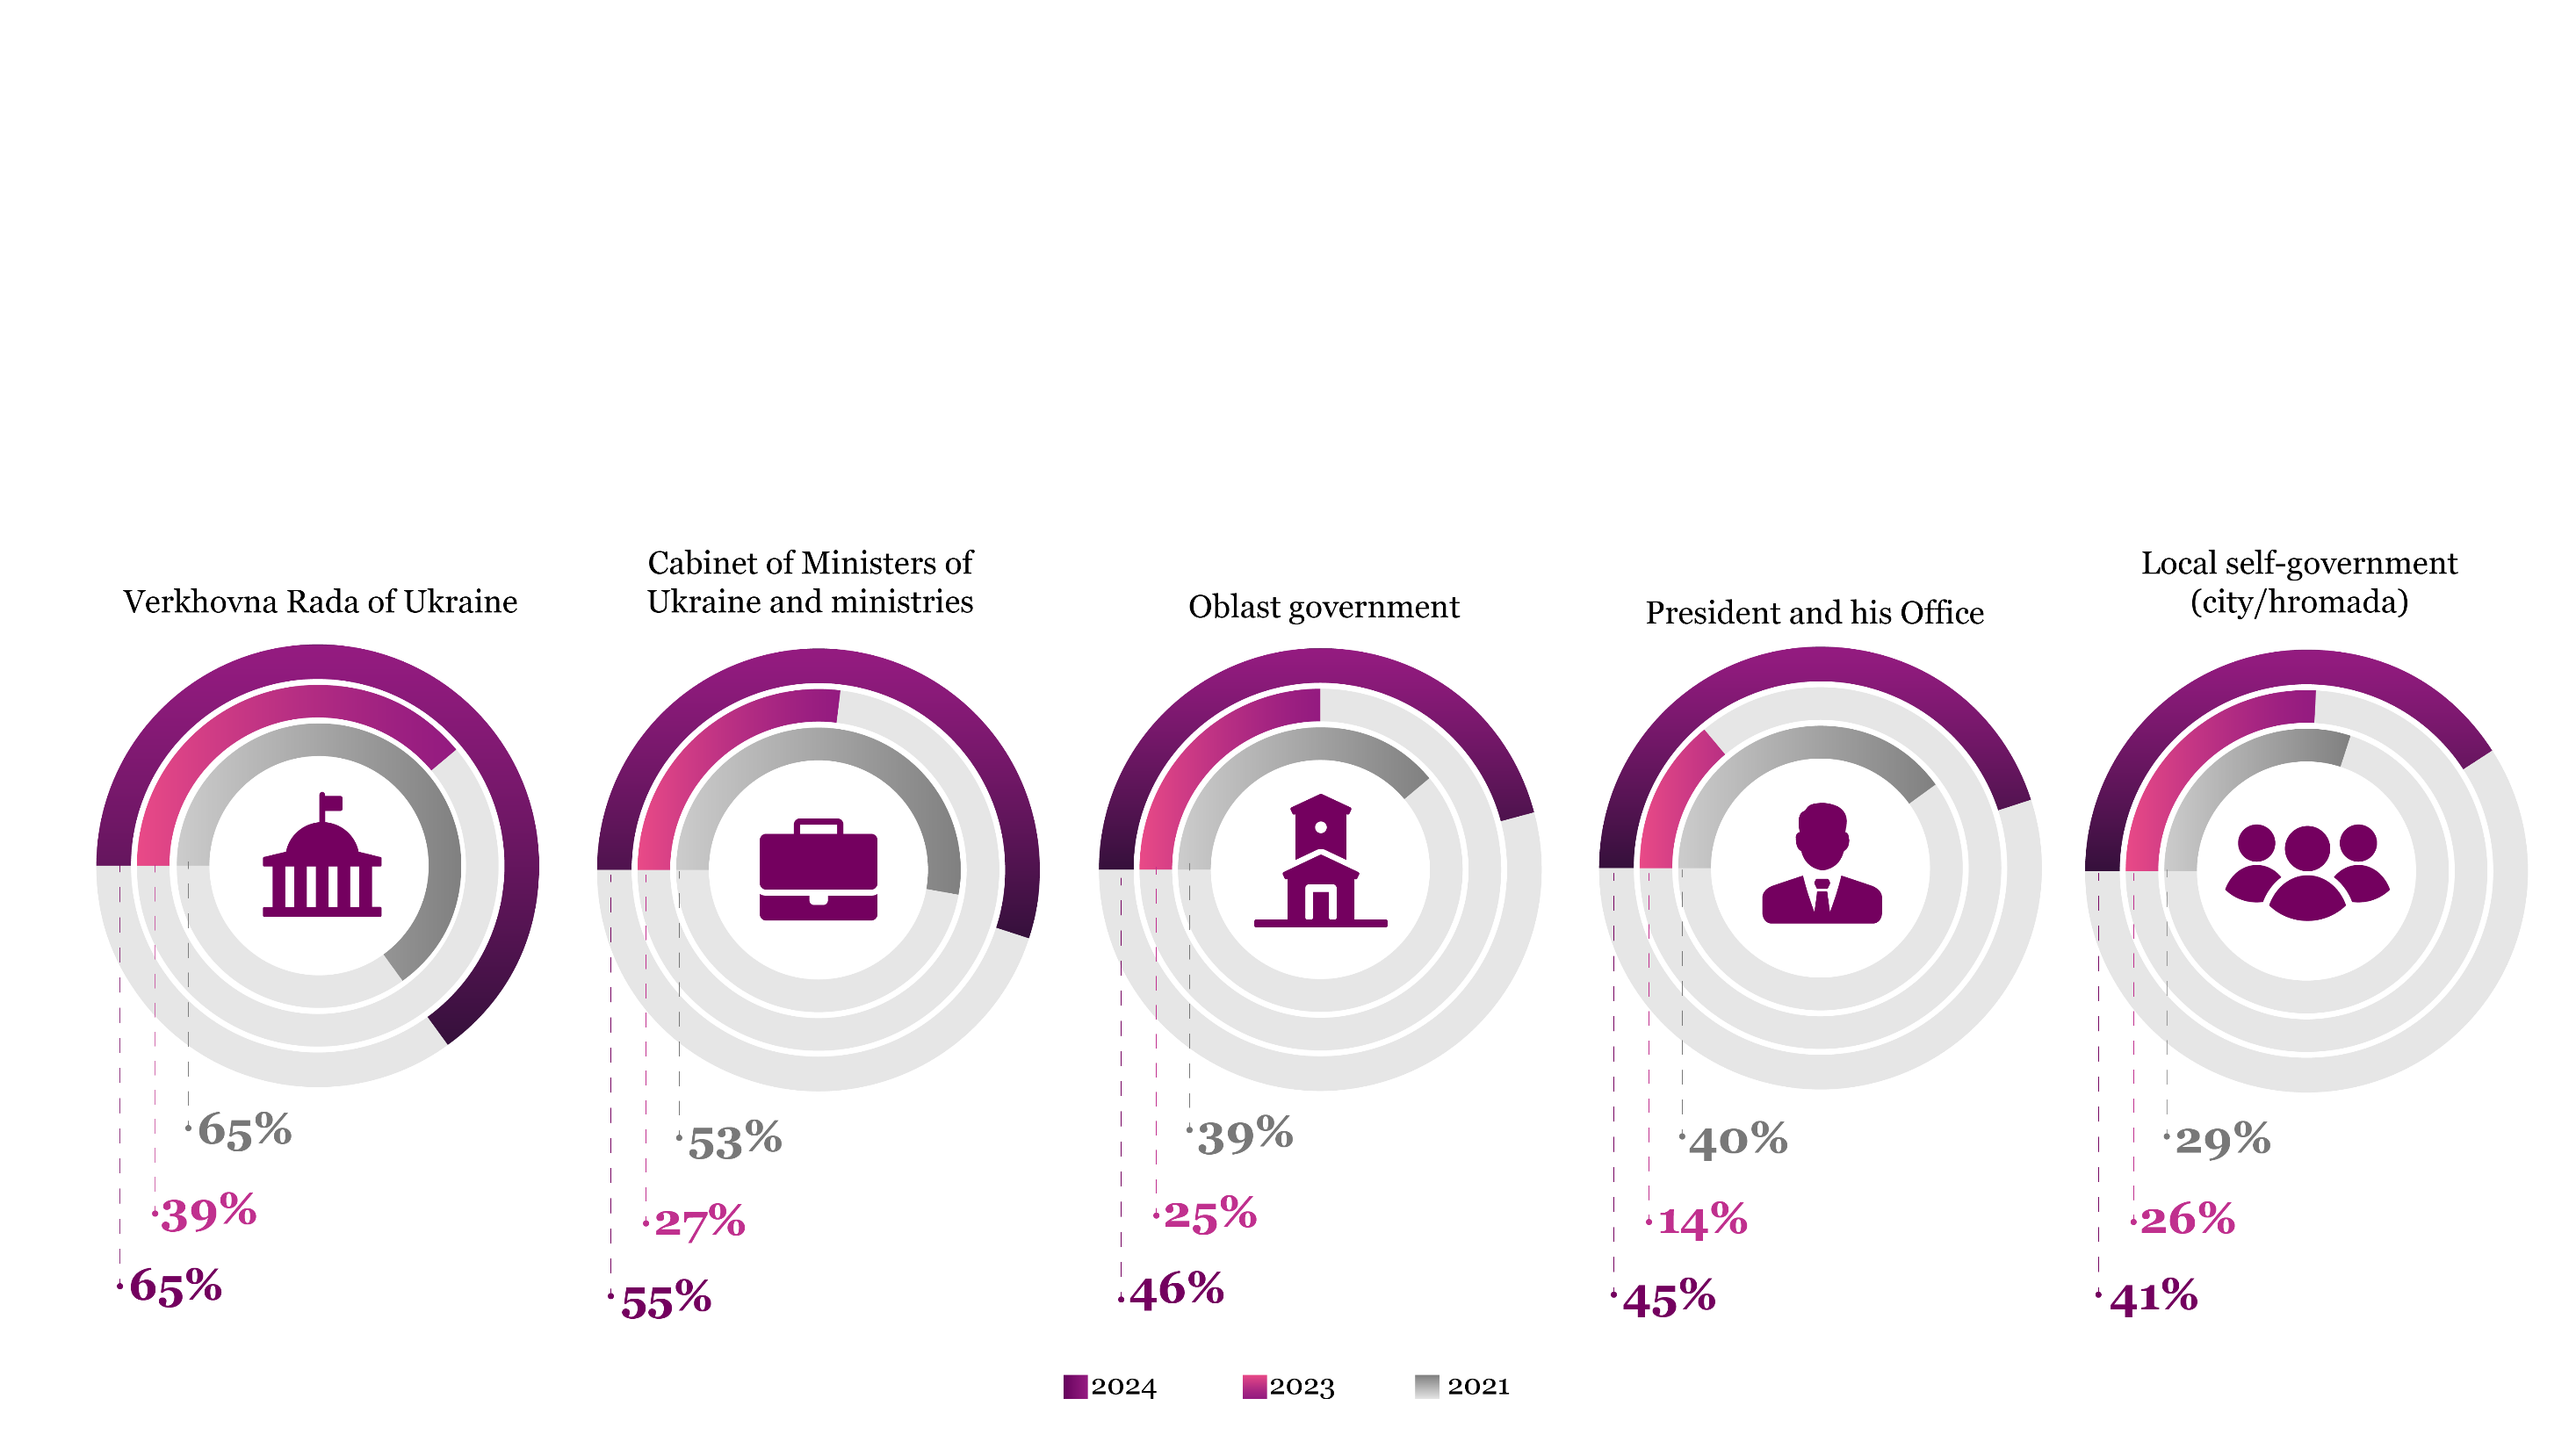 Verkhovna Rada of Ukraine
65%
39%
65%
Cabinet of Ministers of
Ukraine and ministries
53%
27%
55%
Oblast government
39%
25%
46%
President and his Office
40%
14%
45%
Local self-government
(city/hromada)
29%
26%
41%
2024
2023
2021